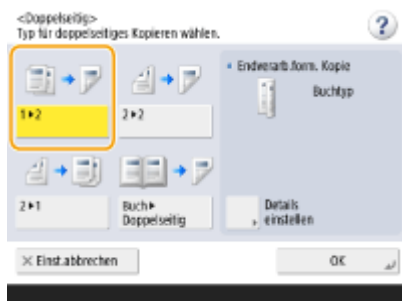 <Doppelseitig>
Typ für doppelseitiges Kopieren wählen.
?
Endverarb.form. Kopie
Buchtyp
1▶2
2▶2
2▶1
Buch▶
Doppelseitig
Details
einstellen
× Einst.abbrechen
OK